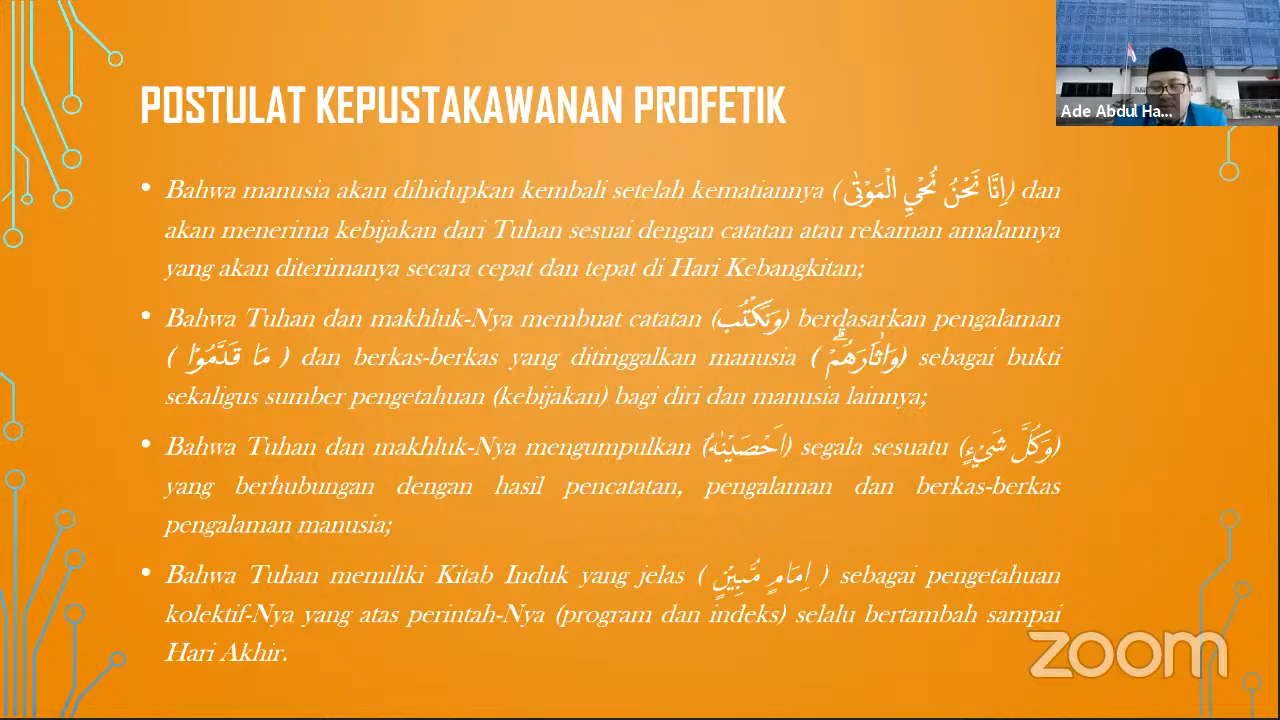 POSTULAT KEPUSTAKAWANAN PROFETIK
Ade Abdul Ha...
• Bahwa manusia akan dihidupkan kembali setelah kematiannya (اِنَّا نَحْنُ نُحْيِ الْمَوْتٰى) dan
akan menerima kebijakan dari Tuhan sesuai dengan catatan atau rekaman amalannya
yang akan diterimanya secara cepat dan tepat di Hari Kebangkitan;
• Bahwa Tuhan dan makhluk-Nya membuat catatan (وَنَكْتُب) berdasarkan pengalaman
( مَا قَدَّمُوْا ) dan berkas-berkas yang ditinggalkan manusia (وَاٰثَارَهُمْۗ ) sebagai bukti
sekaligus sumber pengetahuan (kebijakan) bagi diri dan manusia lainnya;
• Bahwa Tuhan dan makhluk-Nya mengumpulkan (اَحْصَيْنٰهُ) segala sesuatu (وَكُلَّ شَيْءٍ)
yang berhubungan dengan hasil pencatatan, pengalaman dan berkas-berkas
pengalaman manusia;
• Bahwa Tuhan memiliki Kitab Induk yang jelas ( اِمَامٍ مُّبِيْنٍ ) sebagai pengetahuan
kolektif-Nya yang atas perintah-Nya (program dan indeks) selalu bertambah sampai
Hari Akhir.
zoom